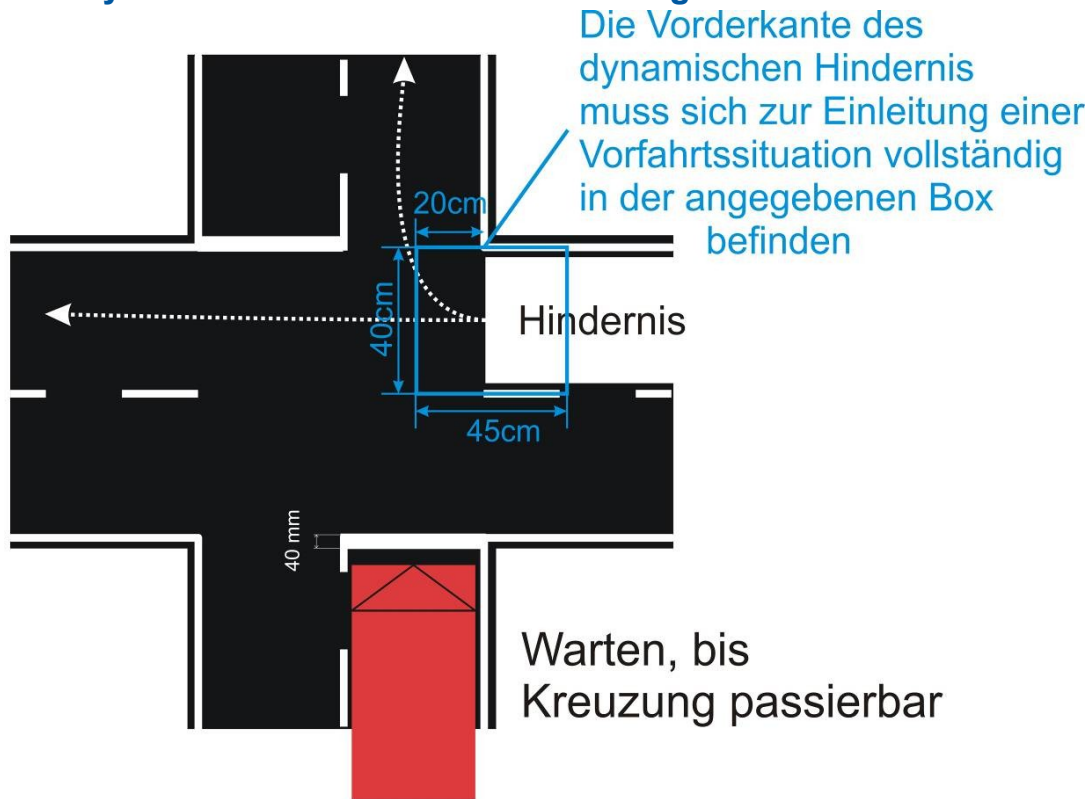 Die Vorderkante des
dynamischen Hindernis
muss sich zur Einleitung einer
Vorfahrtssituation vollständig
in der angegebenen Box
befinden
20cm
40cm
Hindernis
45cm
40 mm
Warten, bis
Kreuzung passierbar